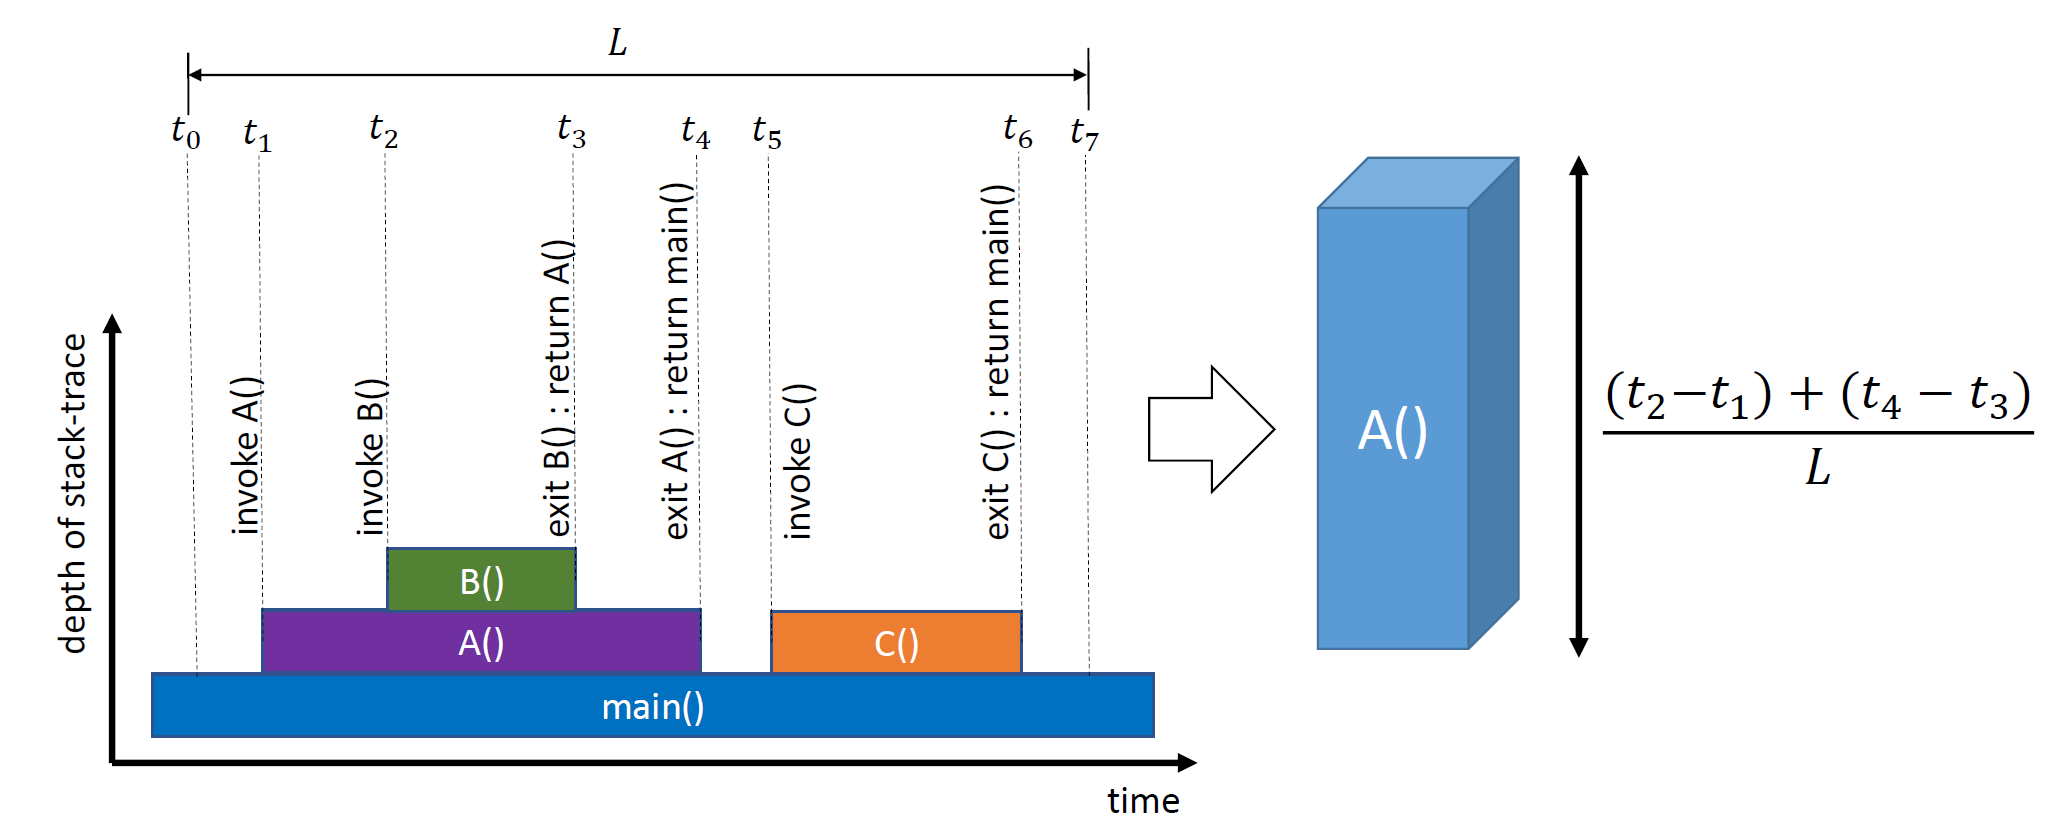 L
t₀ t₁ t₂ t₃ t₄ t₅ t₆ t₇
depth of stack-trace
invoke A()
invoke B()
exit B() : return A()
exit A() : return main()
invoke C()
exit C() : return main()
B()
A()
C()
main()
time
A()
(t₂−t₁) + (t₄ − t₃)
L